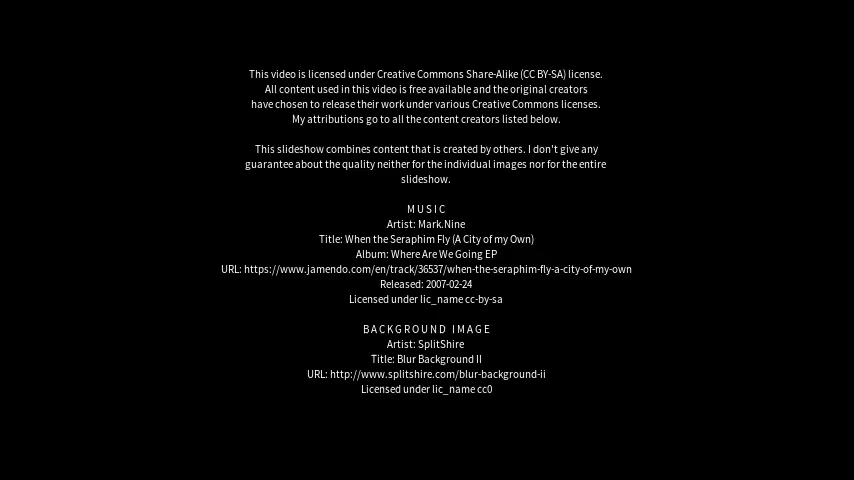 This video is licensed under Creative Commons Share-Alike (CC BY-SA) license.
All content used in this video is free available and the original creators
have chosen to release their work under various Creative Commons licenses.
My attributions go to all the content creators listed below.
This slideshow combines content that is created by others. I don't give any
guarantee about the quality neither for the individual images nor for the entire
slideshow.
MUSIC
Artist: Mark.Nine
Title: When the Seraphim Fly (A City of my Own)
Album: Where Are We Going EP
URL: https://www.jamendo.com/en/track/36537/when-the-seraphim-fly-a-city-of-my-own
Released: 2007-02-24
Licensed under lic_name cc-by-sa
BACKGROUND IMAGE
Artist: SplitShire
Title: Blur Background II
URL: http://www.splitshire.com/blur-background-ii
Licensed under lic_name cc0